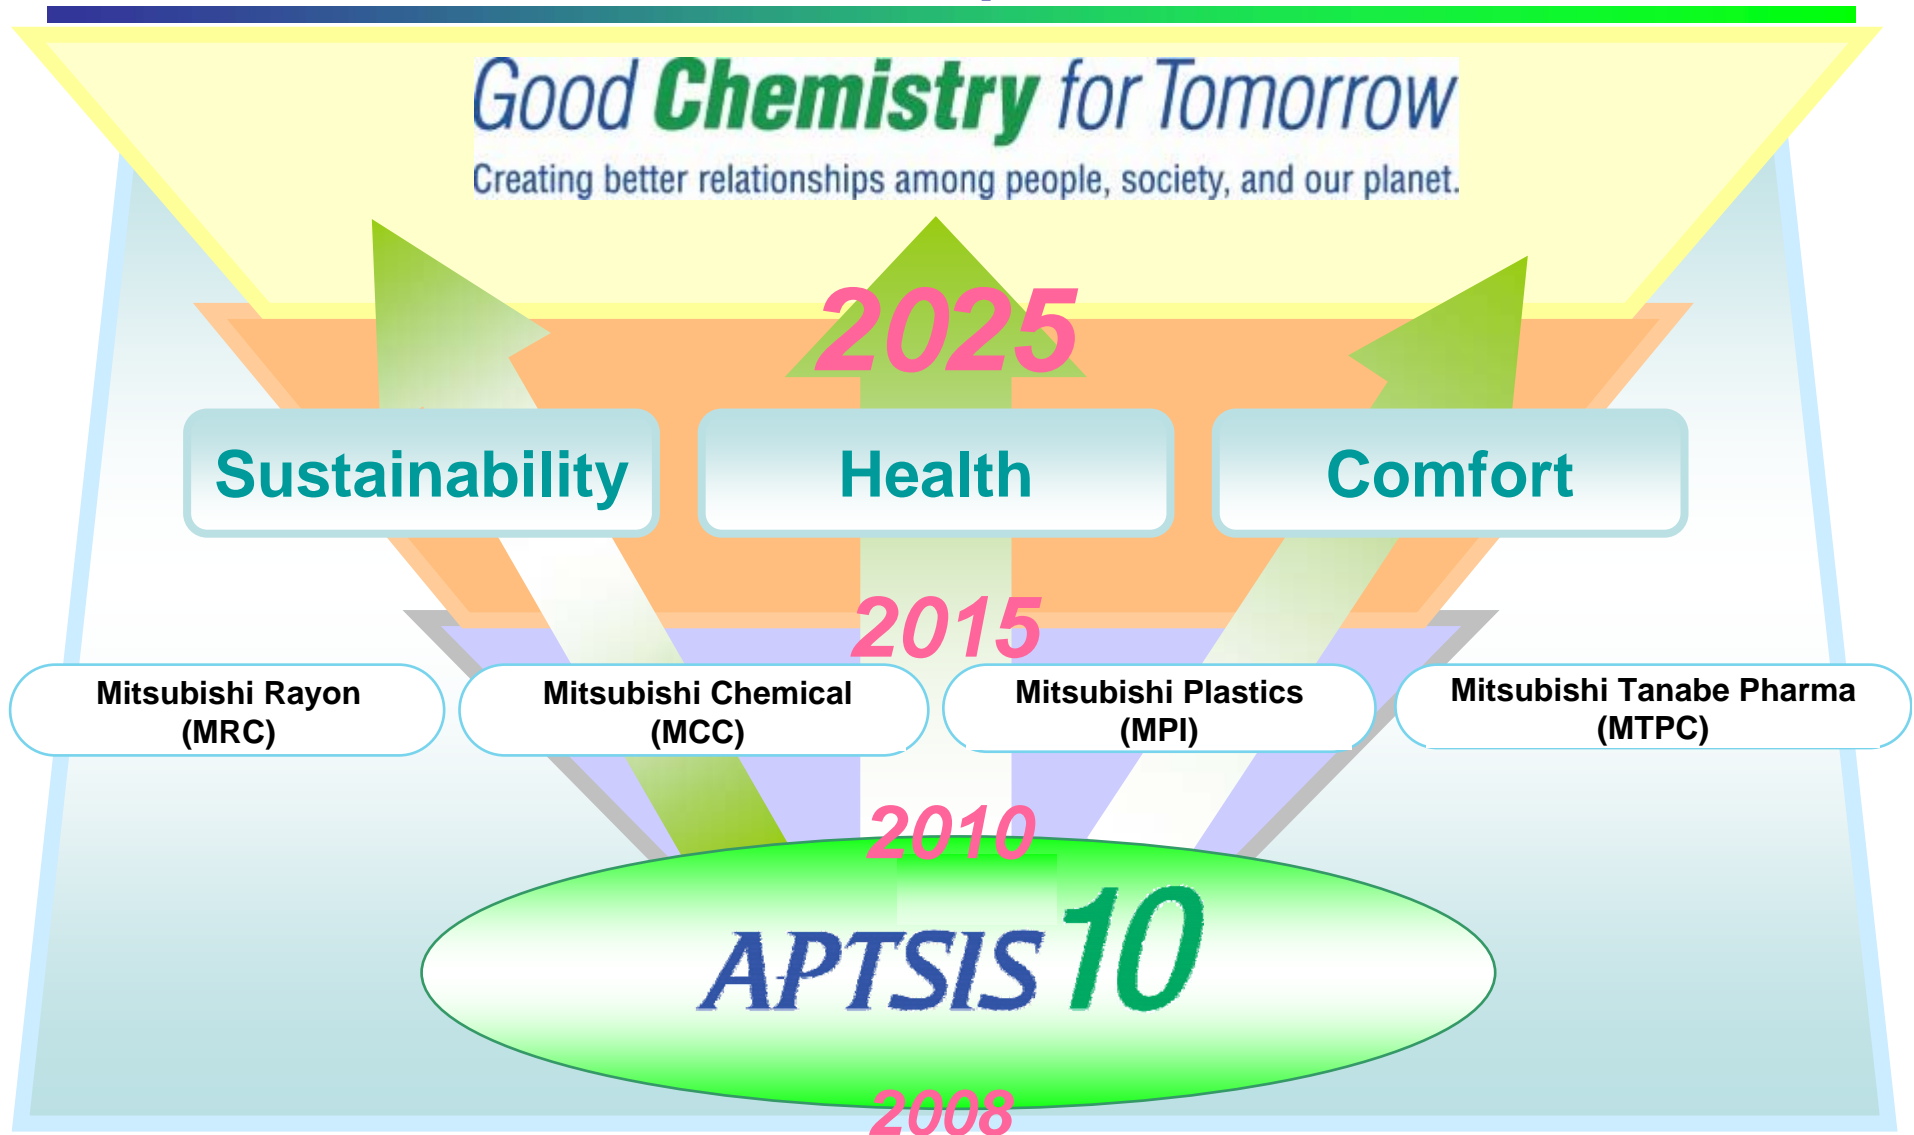 Good Chemistry for Tomorrow
Creating better relationships among people, society, and our planet.
2025
Sustainability
Health
Comfort
2015
Mitsubishi Rayon
(MRC)
Mitsubishi Chemical
(MCC)
Mitsubishi Plastics
(MPI)
Mitsubishi Tanabe Pharma
(MTPC)
2010
APTSIS 10
2008